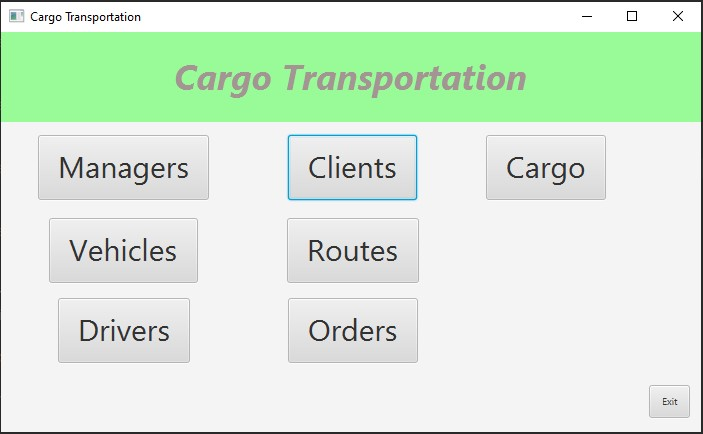 Cargo Transportation
Cargo Transportation
Managers
Clients
Cargo
Vehicles
Routes
Drivers
Orders
Exit